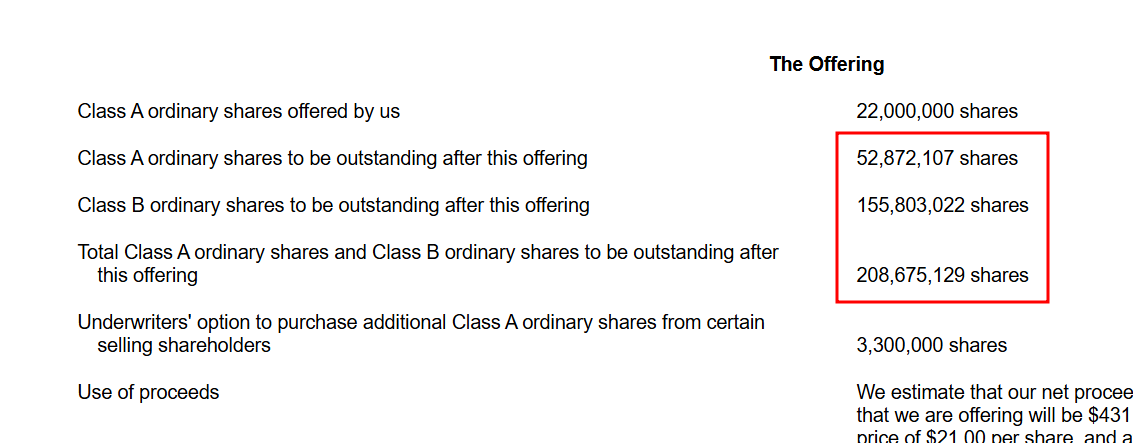 The Offering
Class A ordinary shares offered by us 22,000,000 shares
Class A ordinary shares to be outstanding after this offering 52,872,107 shares
Class B ordinary shares to be outstanding after this offering 155,803,022 shares
Total Class A ordinary shares and Class B ordinary shares to be outstanding after
this offering 208,675,129 shares
Underwriters' option to purchase additional Class A ordinary shares from certain
selling shareholders 3,300,000 shares
Use of proceeds We estimate that our net
that we are offering will be $431
price of $21.00 per share, and a